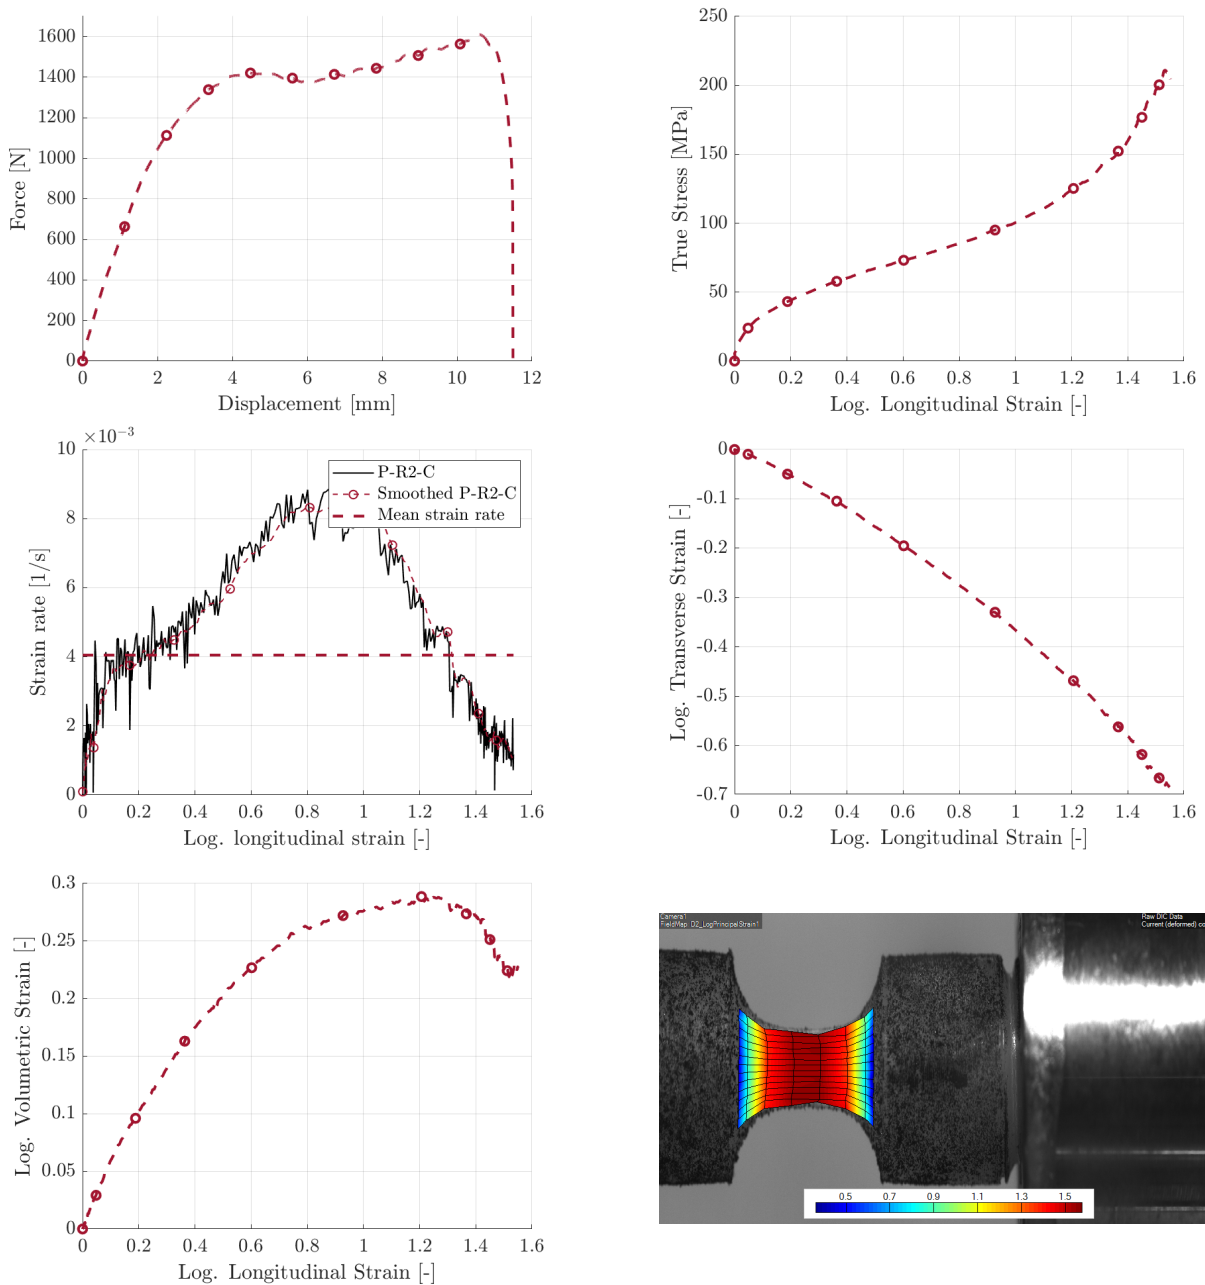 1600
1400
1200
1000
800
600
400
200
0
0 2 4 6 8 10 12
Force [N]
Displacement [mm]
250
200
150
100
50
0
0 0.2 0.4 0.6 0.8 1 1.2 1.4 1.6
True Stress [MPa]
Log. Longitudinal Strain [-]
×10⁻³
10
8
6
4
2
0
0 0.2 0.4 0.6 0.8 1 1.2 1.4 1.6
Strain rate [1/s]
Log. longitudinal strain [-]
P-R2-C
Smoothed P-R2-C
Mean strain rate
0
-0.1
-0.2
-0.3
-0.4
-0.5
-0.6
-0.7
0 0.2 0.4 0.6 0.8 1 1.2 1.4 1.6
Log. Transverse Strain [-]
Log. Longitudinal Strain [-]
0.3
0.25
0.2
0.15
0.1
0.05
0
0 0.2 0.4 0.6 0.8 1 1.2 1.4 1.6
Log. Volumetric Strain [-]
Log. Longitudinal Strain [-]
Camera1
FieldMap: D2_LogPrincipalStrain1
Raw DIC Data
Current (deformed) co
0.5 0.7 0.9 1.1 1.3 1.5